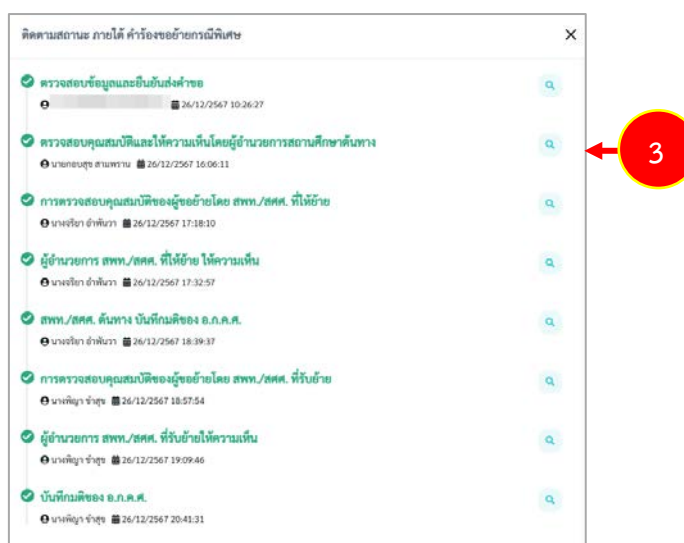 ติดตามสถานะ ภายใต้ คำร้องขอย้ายกรณีพิเศษ
ตรวจสอบข้อมูลและยืนยันส่งคำขอ
26/12/2567 10:26:27
ตรวจสอบคุณสมบัติและให้ความเห็นโดยผู้อำนวยการสถานศึกษาต้นทาง
นายกอบสุข สามพราน 26/12/2567 16:06:11
3
การตรวจสอบคุณสมบัติของผู้ขอย้ายโดย สพท./สศศ. ที่ให้ย้าย
นางจริยา อำพันวา 26/12/2567 17:18:10
ผู้อำนวยการ สพท./สศศ. ที่ให้ย้าย ให้ความเห็น
นางจริยา อำพันวา 26/12/2567 17:32:57
สพท./สศศ. ต้นทาง บันทึกมติของ อ.ก.ค.ศ.
นางจริยา อำพันวา 26/12/2567 18:39:37
การตรวจสอบคุณสมบัติของผู้ขอย้ายโดย สพท./สศศ. ที่รับย้าย
นางพิญา ขำสุข 26/12/2567 18:57:54
ผู้อำนวยการ สพท./สศศ. ที่รับย้ายให้ความเห็น
นางพิญา ขำสุข 26/12/2567 19:09:46
บันทึกมติของ อ.ก.ค.ศ.
นางพิญา ขำสุข 26/12/2567 20:41:31